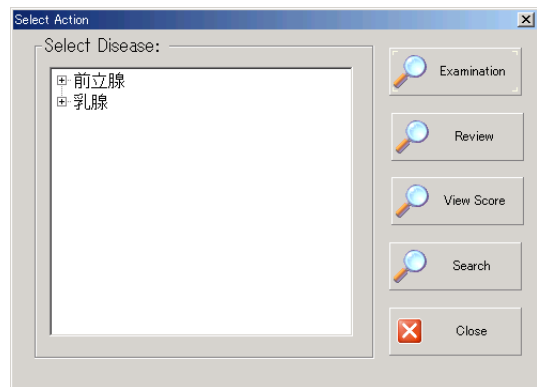 Select Action
Select Disease:
前立腺
乳腺
Examination
Review
View Score
Search
Close